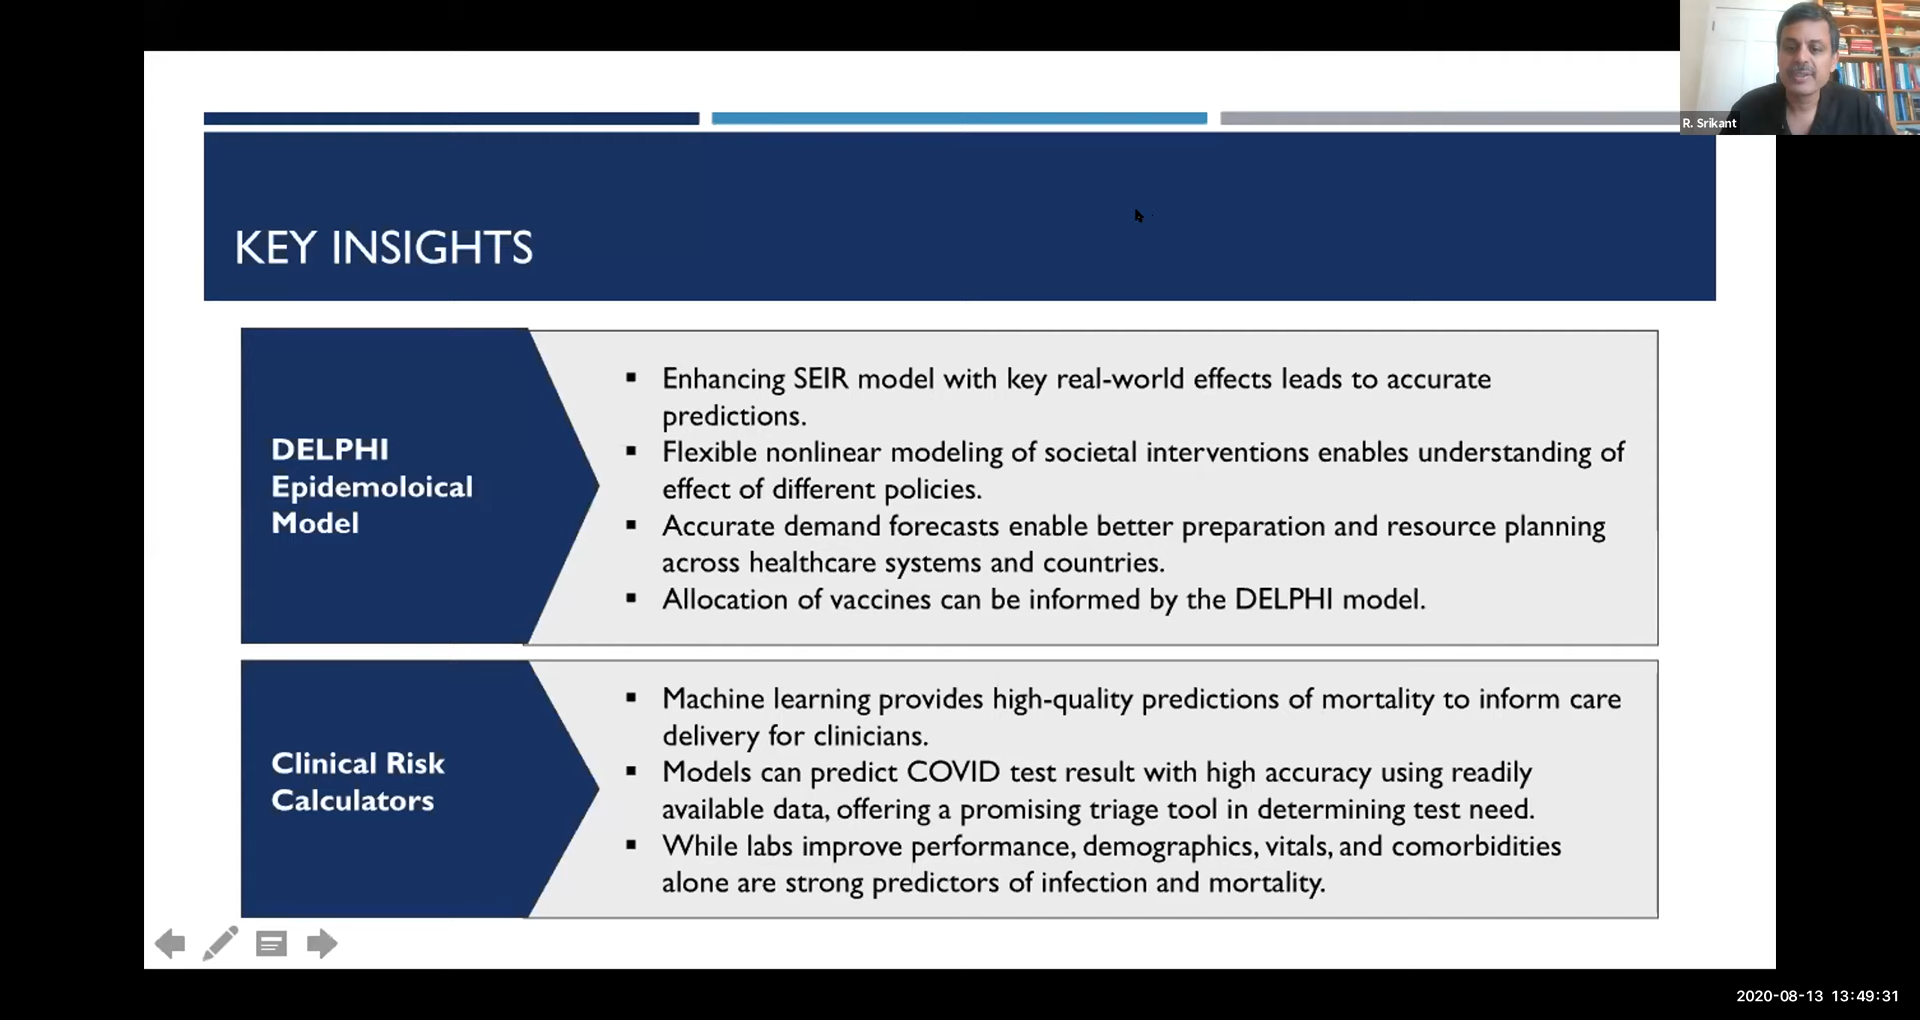 R. Srikant
KEY INSIGHTS
DELPHI
Epidemoloical
Model
▪ Enhancing SEIR model with key real-world effects leads to accurate
predictions.
▪ Flexible nonlinear modeling of societal interventions enables understanding of
effect of different policies.
▪ Accurate demand forecasts enable better preparation and resource planning
across healthcare systems and countries.
▪ Allocation of vaccines can be informed by the DELPHI model.
Clinical Risk
Calculators
▪ Machine learning provides high-quality predictions of mortality to inform care
delivery for clinicians.
▪ Models can predict COVID test result with high accuracy using readily
available data, offering a promising triage tool in determining test need.
▪ While labs improve performance, demographics, vitals, and comorbidities
alone are strong predictors of infection and mortality.
2020-08-13 13:49:31